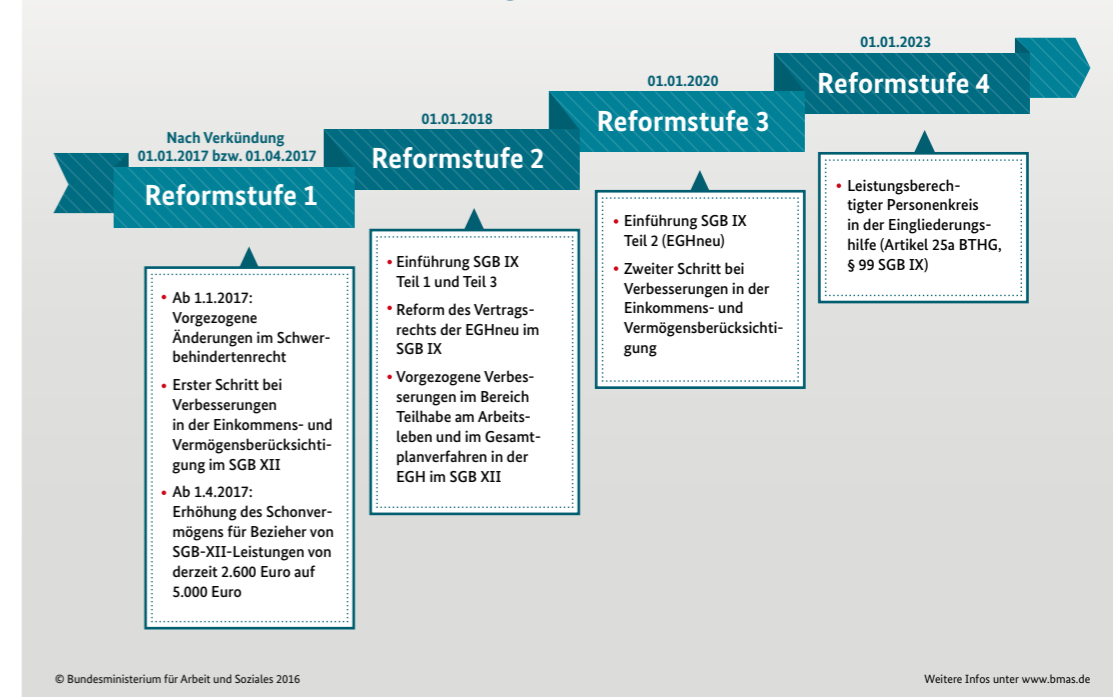 Nach Verkündung
01.01.2017 bzw. 01.04.2017
Reformstufe 1
• Ab 1.1.2017:
Vorgezogene
Änderungen im Schwer-
behindertenrecht
• Erster Schritt bei
Verbesserungen
in der Einkommens- und
Vermögensberücksichti-
gung im SGB XII
• Ab 1.4.2017:
Erhöhung des Schonver-
mögens für Bezieher von
SGB-XII-Leistungen von
derzeit 2.600 Euro auf
5.000 Euro
01.01.2018
Reformstufe 2
• Einführung SGB IX
Teil 1 und Teil 3
• Reform des Vertrags-
rechts der EGHneu im
SGB IX
• Vorgezogene Verbes-
serungen im Bereich
Teilhabe am Arbeits-
leben und im Gesamt-
planverfahren in der
EGH im SGB XII
01.01.2020
Reformstufe 3
• Einführung SGB IX
Teil 2 (EGHneu)
• Zweiter Schritt bei
Verbesserungen in der
Einkommens- und
Vermögensberücksichti-
gung
01.01.2023
Reformstufe 4
• Leistungsberech-
tigter Personenkreis
in der Eingliederungs-
hilfe (Artikel 25a BTHG,
§ 99 SGB IX)
© Bundesministerium für Arbeit und Soziales 2016
Weitere Infos unter www.bmas.de